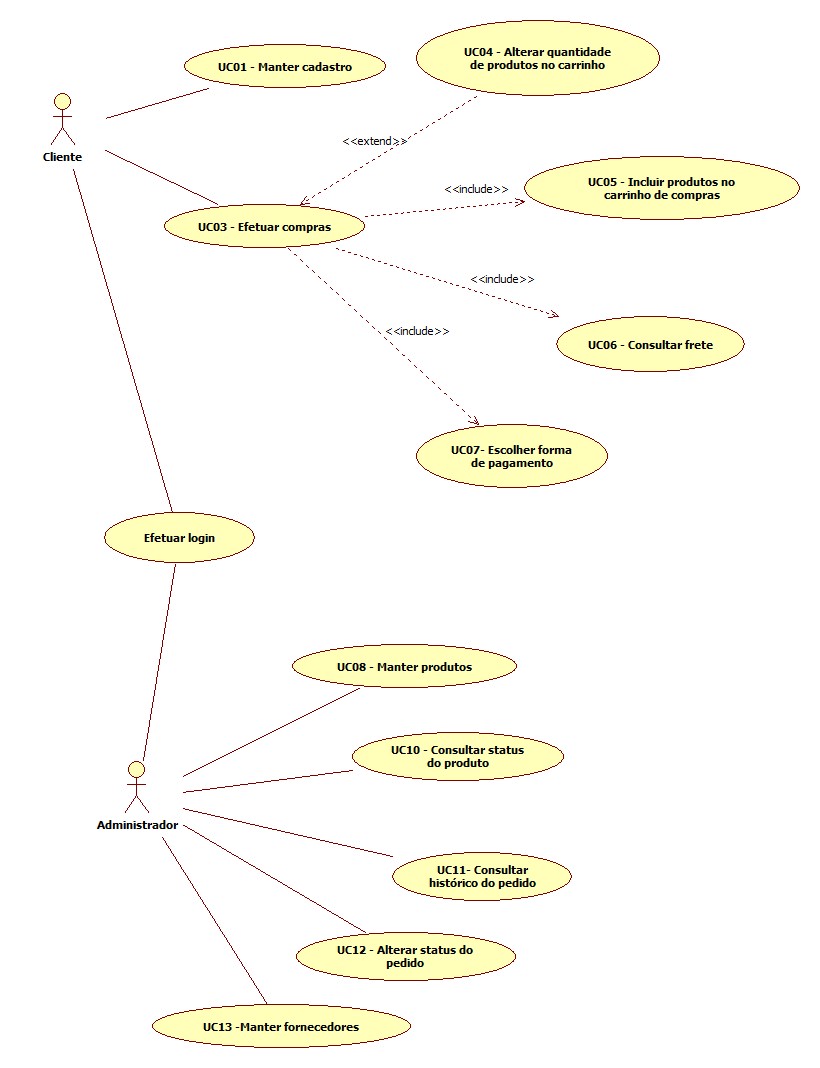 UC04 - Alterar quantidade
de produtos no carrinho
UC01 - Manter cadastro
<<extend>>
Cliente
UC05 - Incluir produtos no
carrinho de compras
<<include>>
UC03 - Efetuar compras
<<include>>
<<include>>
UC06 - Consultar frete
UC07- Escolher forma
de pagamento
Efetuar login
UC08 - Manter produtos
UC10 - Consultar status
do produto
Administrador
UC11- Consultar
histórico do pedido
UC12 - Alterar status do
pedido
UC13 -Manter fornecedores